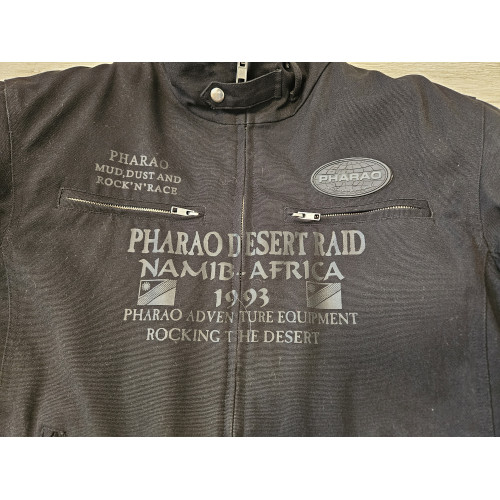 PHARAO
MUD, DUST AND
ROCK'N'RACE
PHARAO
PHARAO DESERT RAID
NAMIB-AFRICA
1993
PHARAO ADVENTURE EQUIPMENT
ROCKING THE DESERT